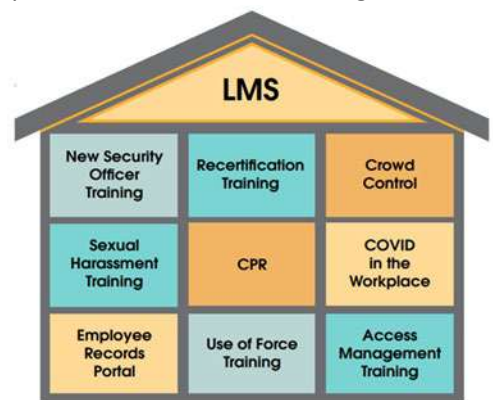 LMS
New Security
Officer
Training
Recertification
Training
Crowd
Control
Sexual
Harassment
Training
CPR
COVID
in the
Workplace
Employee
Records
Portal
Use of Force
Training
Access
Management
Training